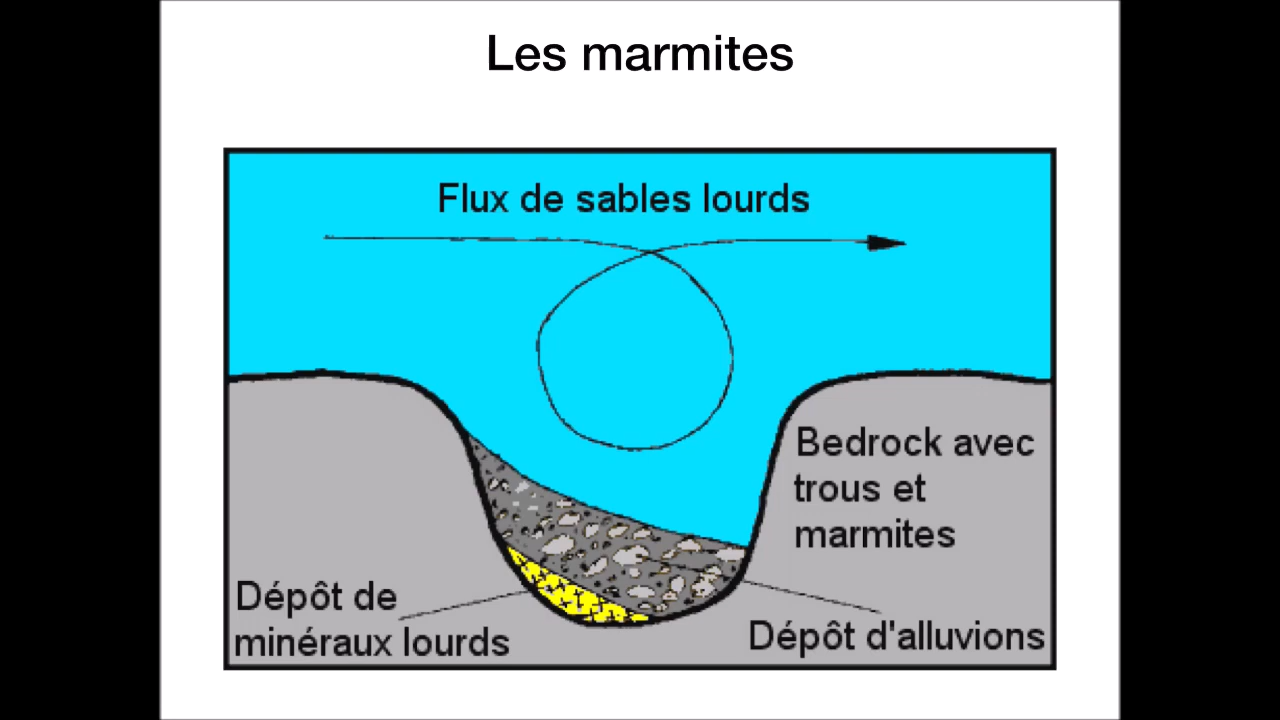 Les marmites
Flux de sables lourds
Bedrock avec
trous et
marmites
Dépôt de
minéraux lourds
Dépôt d'alluvions